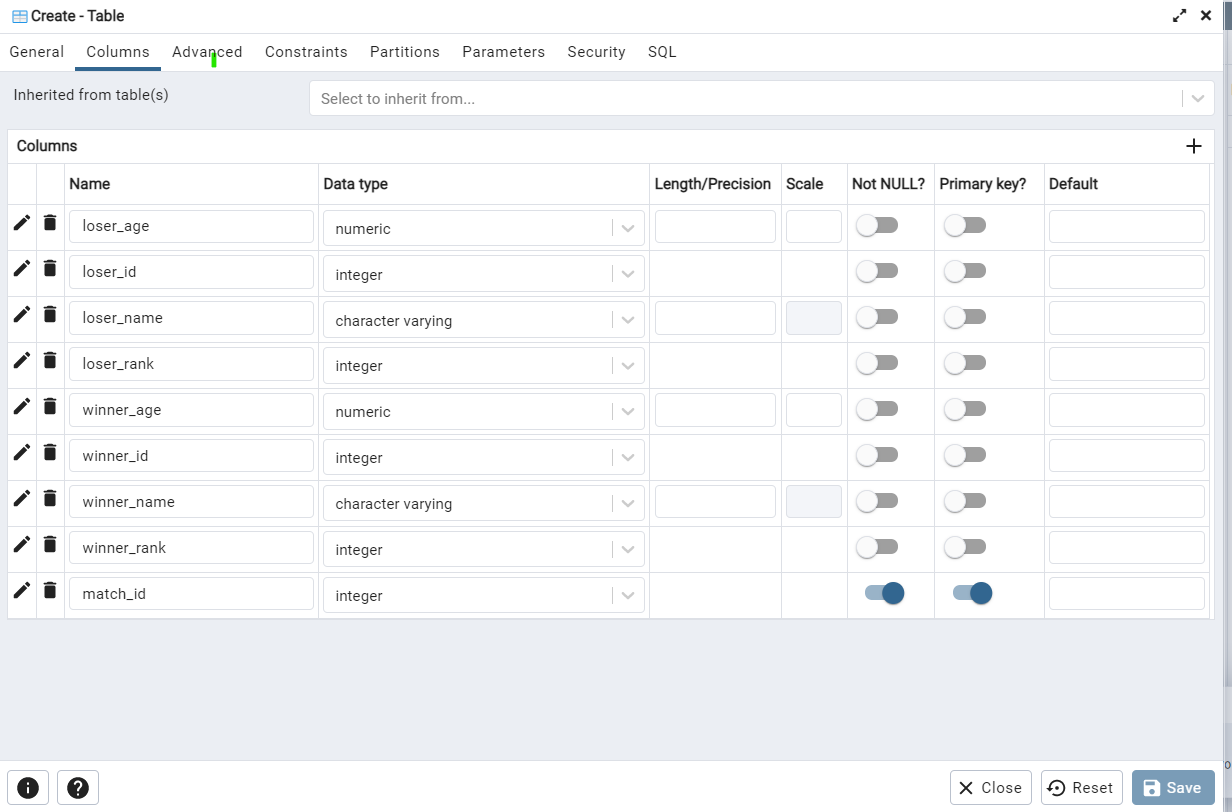 Create - Table
General Columns Advanced Constraints Partitions Parameters Security SQL
Inherited from table(s) Select to inherit from...
Columns
Name Data type Length/Precision Scale Not NULL? Primary key? Default
loser_age numeric
loser_id integer
loser_name character varying
loser_rank integer
winner_age numeric
winner_id integer
winner_name character varying
winner_rank integer
match_id integer
Close Reset Save